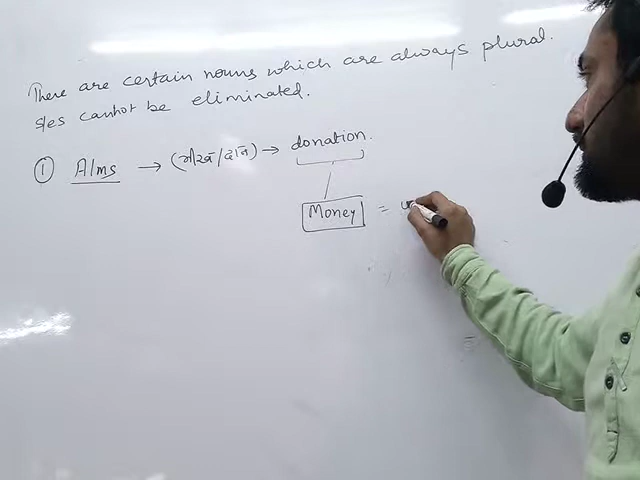 There are certain nouns which are always plural.
s/es cannot be eliminated.
① Alms → (भीख/दान) → donation.
Money = u